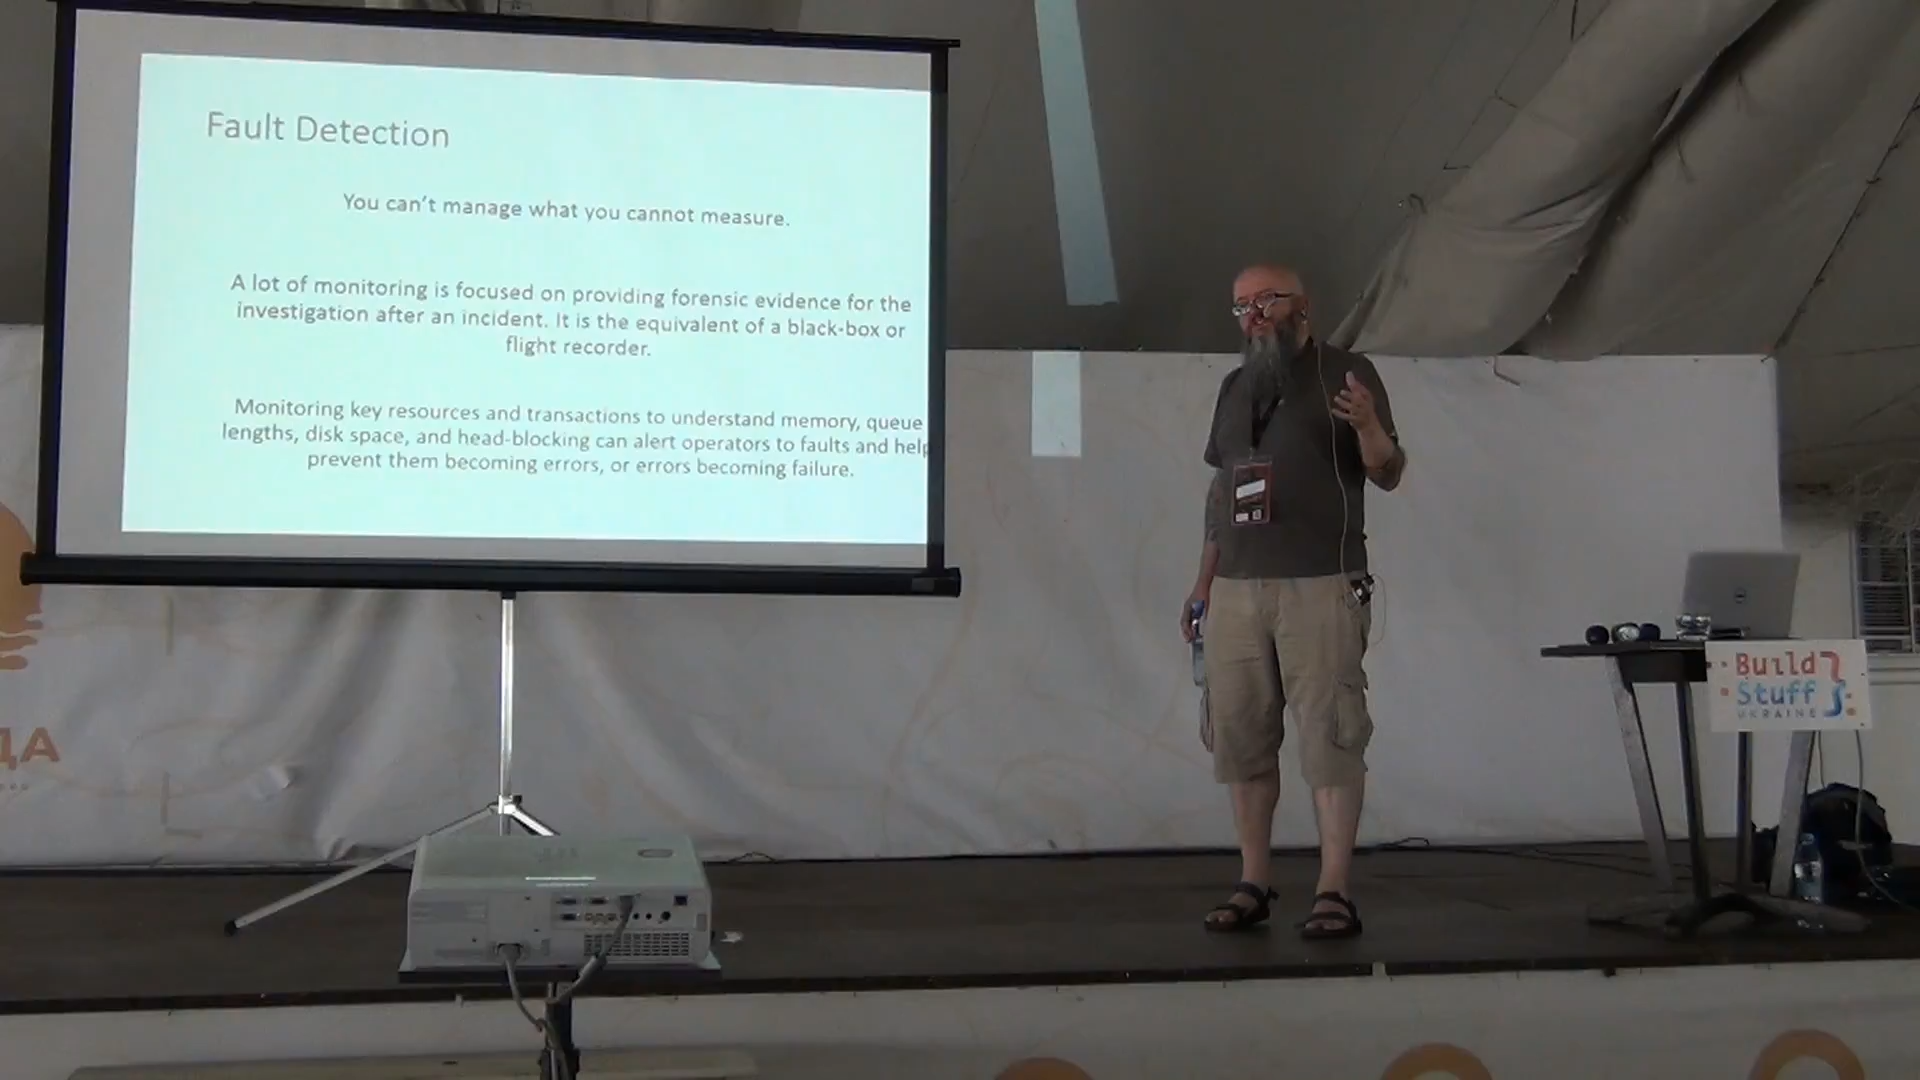 Fault Detection
You can't manage what you cannot measure.
A lot of monitoring is focused on providing forensic evidence for the
investigation after an incident. It is the equivalent of a black-box or
flight recorder.
Monitoring key resources and transactions to understand memory, queue
lengths, disk space, and head-blocking can alert operators to faults and help
prevent them becoming errors, or errors becoming failure.
Build
Stuff
UKRAINE
ДА